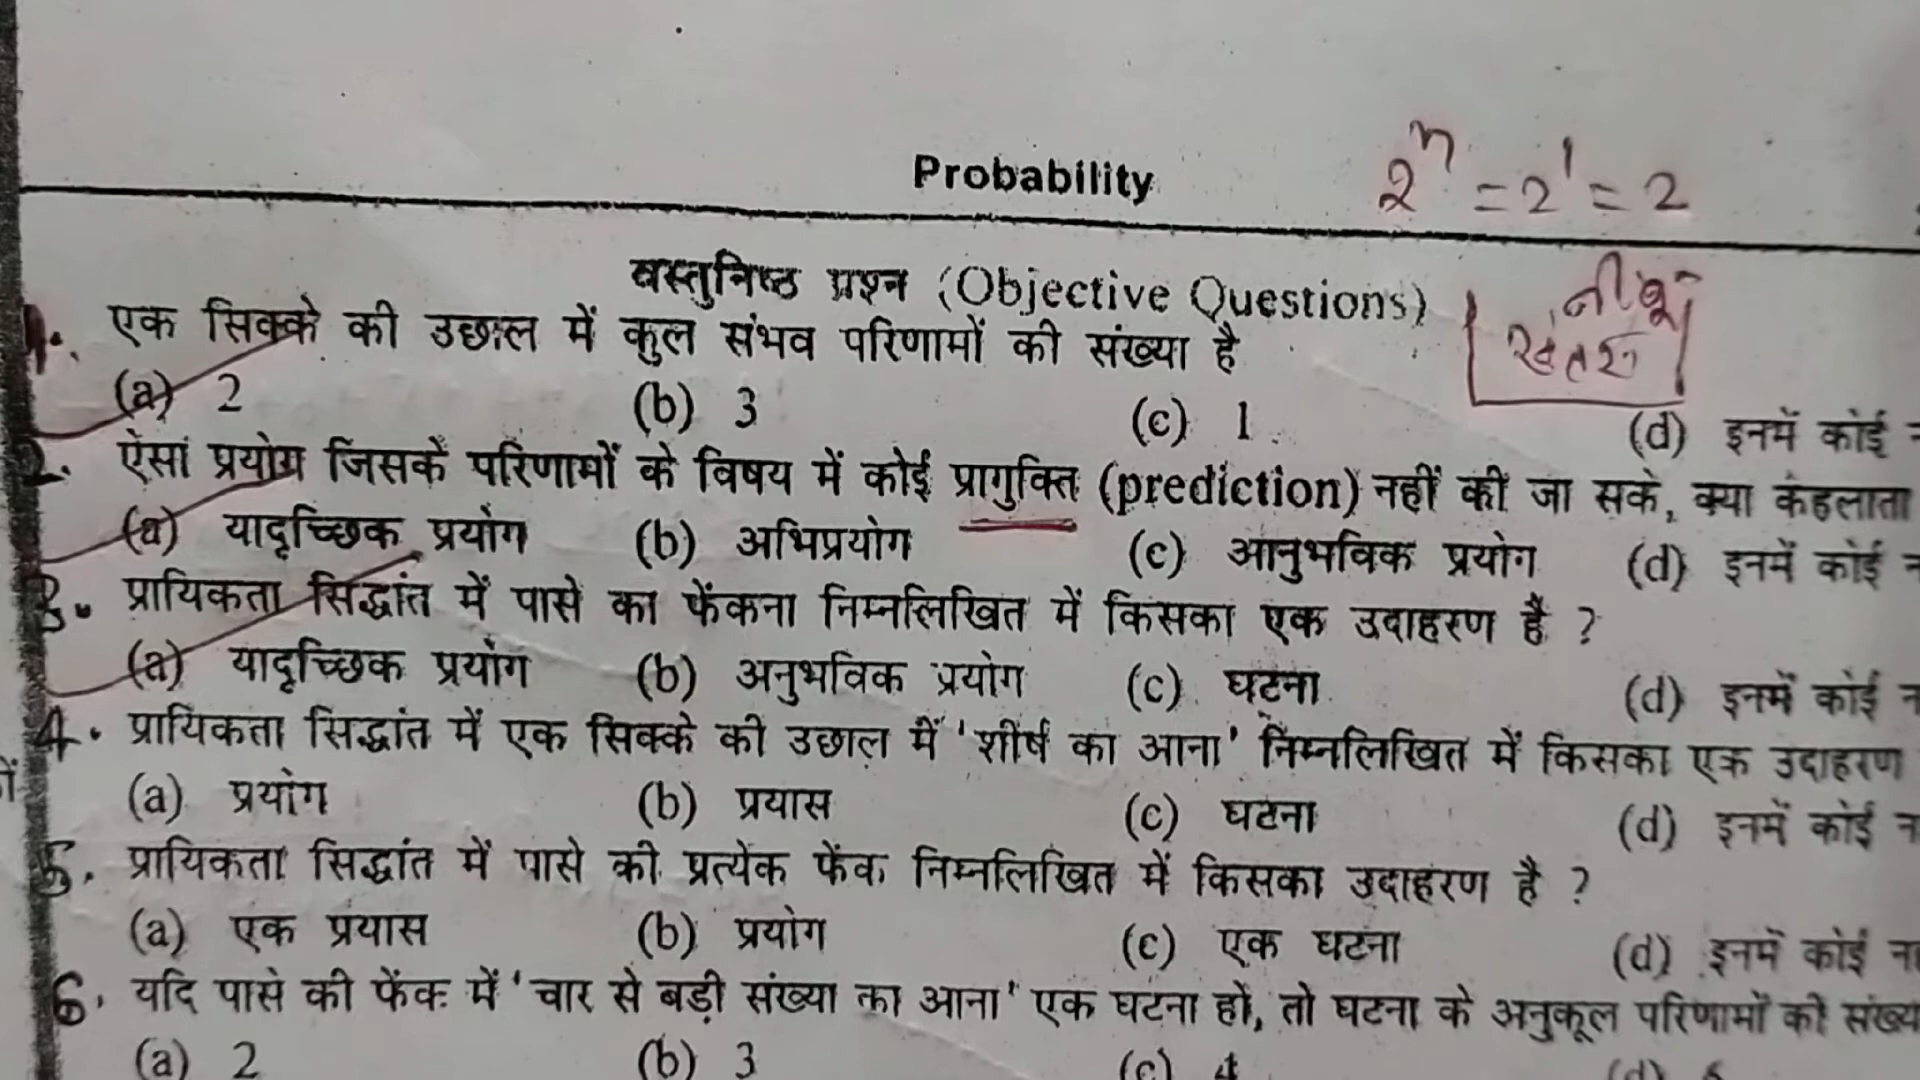 Probability
2ⁿ = 2¹ = 2
वस्तुनिष्ठ प्रश्न (Objective Questions)
1. एक सिक्के की उछाल में कुल संभव परिणामों की संख्या है
(a) 2 (b) 3 (c) 1 (d) इनमें कोई
2. ऐसा प्रयोग जिसके परिणामों के विषय में कोई प्रागुक्ति (prediction) नहीं की जा सके, क्या कहलाता
(a) यादृच्छिक प्रयोग (b) अभिप्रयोग (c) आनुभविक प्रयोग (d) इनमें कोई
3. प्रायिकता सिद्धांत में पासे का फेंकना निम्नलिखित में किसका एक उदाहरण है ?
(a) यादृच्छिक प्रयोग (b) अनुभविक प्रयोग (c) घटना (d) इनमें कोई
4. प्रायिकता सिद्धांत में एक सिक्के की उछाल में 'शीर्ष का आना' निम्नलिखित में किसका एक उदाहरण
(a) प्रयोग (b) प्रयास (c) घटना (d) इनमें कोई
5. प्रायिकता सिद्धांत में पासे की प्रत्येक फेंक निम्नलिखित में किसका उदाहरण है ?
(a) एक प्रयास (b) प्रयोग (c) एक घटना (d) इनमें कोई
6. यदि पासे की फेंक में 'चार से बड़ी संख्या का आना' एक घटना हो, तो घटना के अनुकूल परिणामों की
(a) 2 (b) 3 (c) 4